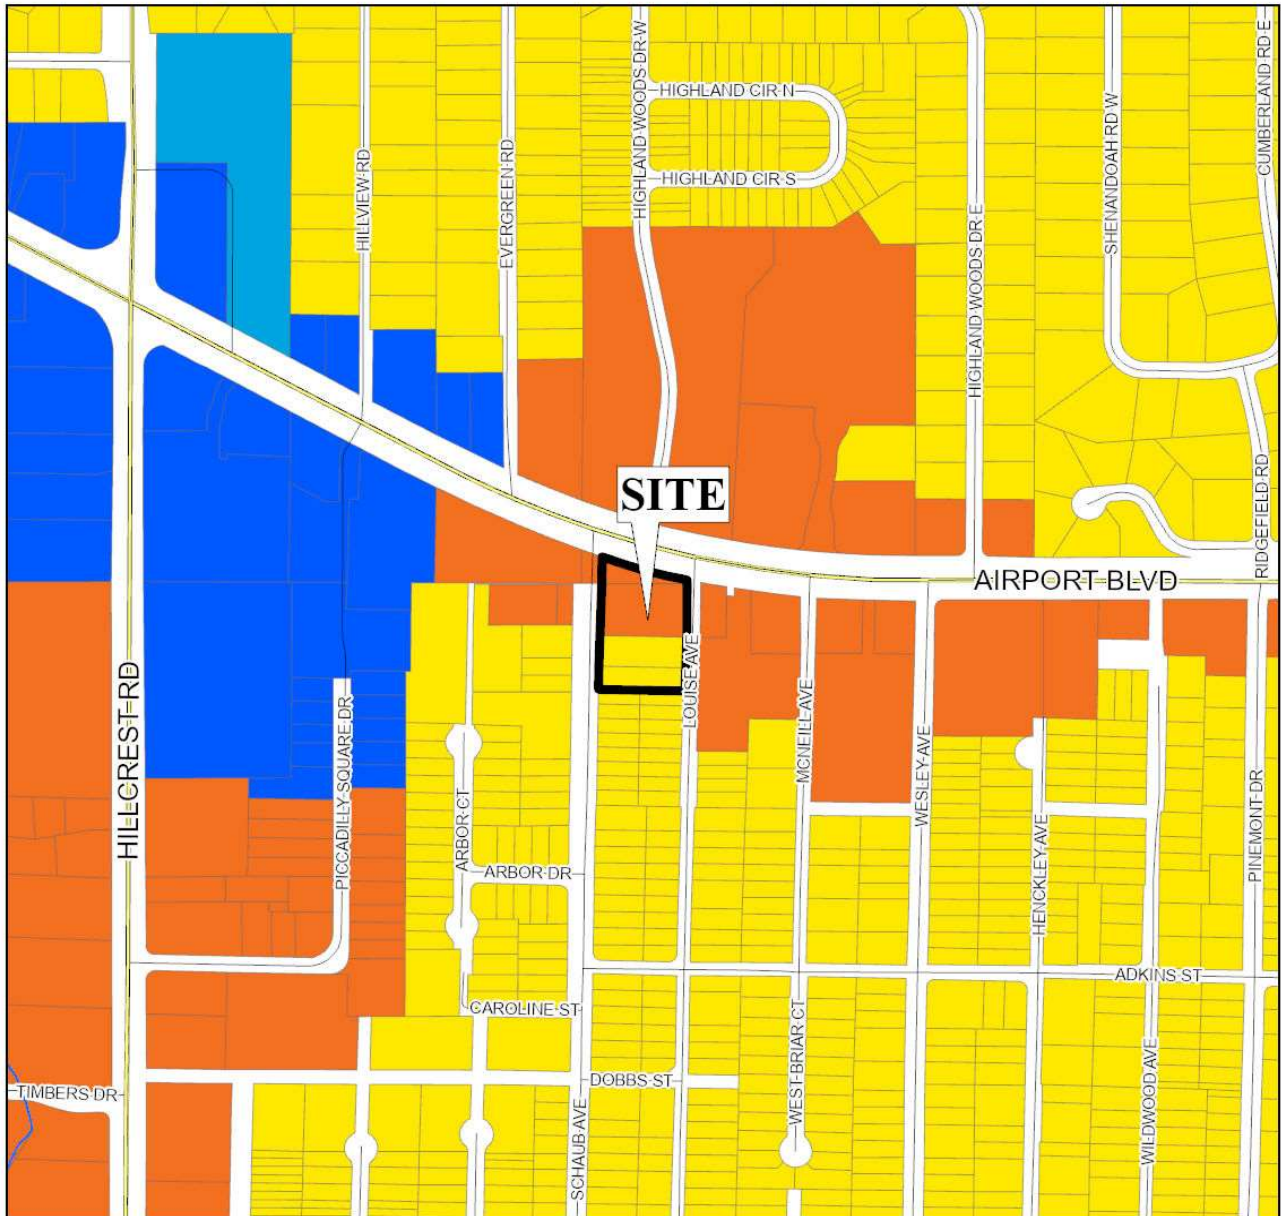 HIGHLAND WOODS DR W
HIGHLAND CIR N
HIGHLAND CIR S
HILLVIEW RD
EVERGREEN RD
HIGHLAND WOODS DR E
SHENANDOAH RD W
CUMBERLAND RD E
RIDGEFIELD RD
SITE
AIRPORT BLVD
HILLCREST RD
PICCADILLY SQUARE DR
ARBOR CT
ARBOR DR
LOUISE AVE
MCNEILL AVE
WESLEY AVE
HENCKLEY AVE
PINEMONT DR
ADKINS ST
CAROLINE ST
DOBBS ST
TIMBERS DR
SCHAUB AVE
WEST BRIAR CT
WILDWOOD AVE